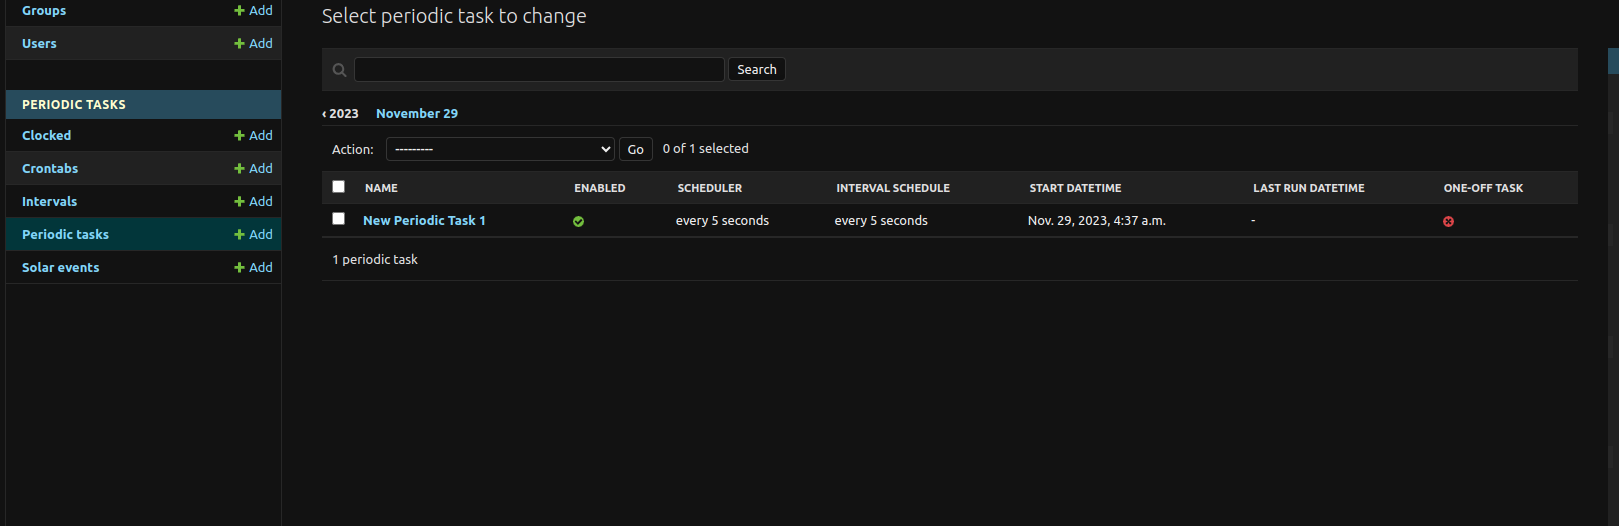 Groups Add
Users Add
PERIODIC TASKS
Clocked Add
Crontabs Add
Intervals Add
Periodic tasks Add
Solar events Add
Select periodic task to change
Search
‹ 2023 November 29
Action: --------- Go 0 of 1 selected
NAME ENABLED SCHEDULER INTERVAL SCHEDULE START DATETIME LAST RUN DATETIME ONE-OFF TASK
New Periodic Task 1 every 5 seconds every 5 seconds Nov. 29, 2023, 4:37 a.m. -
1 periodic task